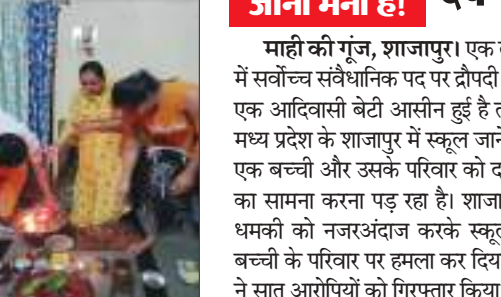 जाना मना है!
माही की गूंज, शाजापुर। एक
में सर्वोच्च संवैधानिक पद पर द्रौपदी
एक आदिवासी बेटी आसीन हुई है
मध्य प्रदेश के शाजापुर में स्कूल जाने
एक बच्ची और उसके परिवार को
का सामना करना पड़ रहा है।
धमकी को नजरअंदाज करके
बच्ची के परिवार पर हमला कर
ने सात आरोपियों को गिरफ्तार किया